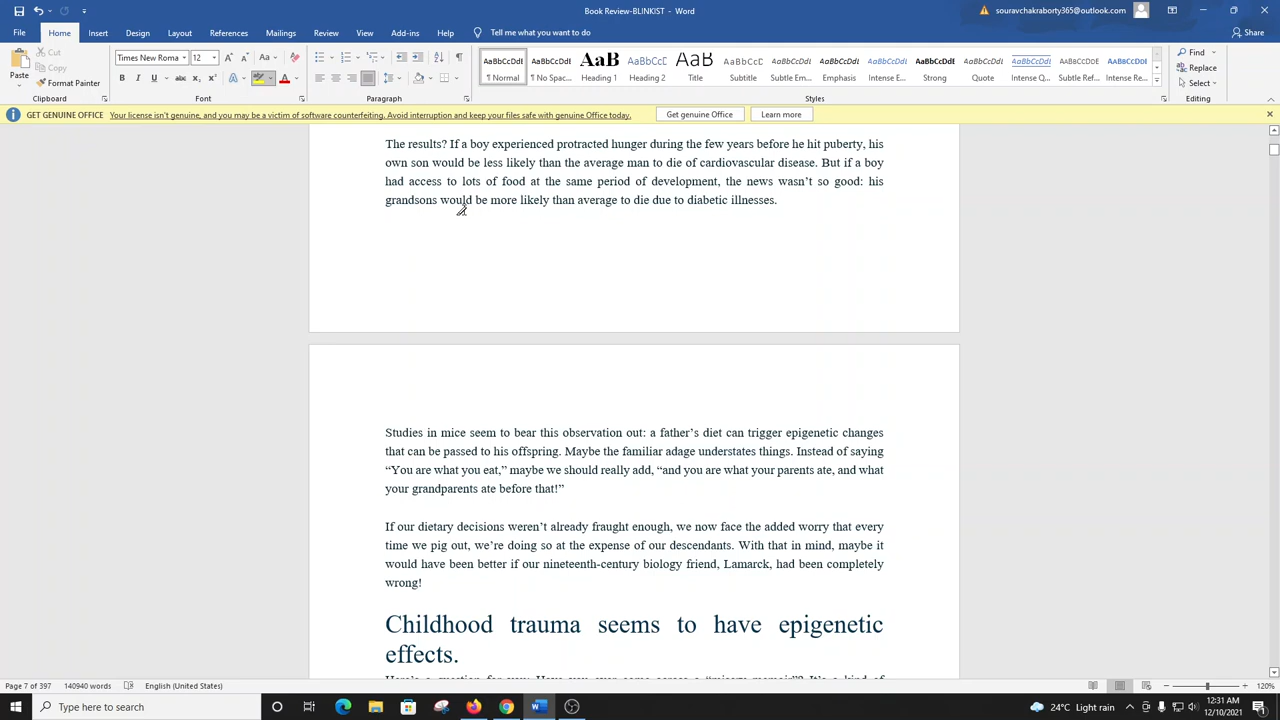 Book Review-BLINKIST - Word
souravchakraborty365@outlook.com
File Home Insert Design Layout References Mailings Review View Add-ins Help Tell me what you want to do Share
Paste Cut Copy Clipboard
Times New Roma 12 Font
Paragraph
AaBbCcDdI ¶ Normal
AaBbCcDdI ¶ No Spac...
AaB Heading 1
AaBbCcD Heading 2
AaB Title
AaBbCcD Subtitle
AaBbCcDdI Subtle Em...
AaBbCcDdI Emphasis
AaBbCcDdI Intense E...
AaBbCcDdI Strong
AaBbCcDdI Quote
AaBbCcDdI Intense Q...
AaBbCcDdI Subtle Ref...
AaBbCcDdI Intense Re...
Styles
Find Replace Select Editing
GET GENUINE OFFICE Your license isn't genuine, and you may be a victim of software counterfeiting. Avoid interruption and keep your files safe with genuine Office today. Get genuine Office Learn more
The results? If a boy experienced protracted hunger during the few years before he hit puberty, his
own son would be less likely than the average man to die of cardiovascular disease. But if a boy
had access to lots of food at the same period of development, the news wasn't so good: his
grandsons would be more likely than average to die due to diabetic illnesses.
Studies in mice seem to bear this observation out: a father's diet can trigger epigenetic changes
that can be passed to his offspring. Maybe the familiar adage understates things. Instead of saying
“You are what you eat,” maybe we should really add, “and you are what your parents ate, and what
your grandparents ate before that!”
If our dietary decisions weren't already fraught enough, we now face the added worry that every
time we pig out, we're doing so at the expense of our descendants. With that in mind, maybe it
would have been better if our nineteenth-century biology friend, Lamarck, had been completely
wrong!
Childhood trauma seems to have epigenetic
effects.
Page 7 of 397 140940 words English (United States) 120%
Type here to search 24°C Light rain 12:31 AM
12/10/2021